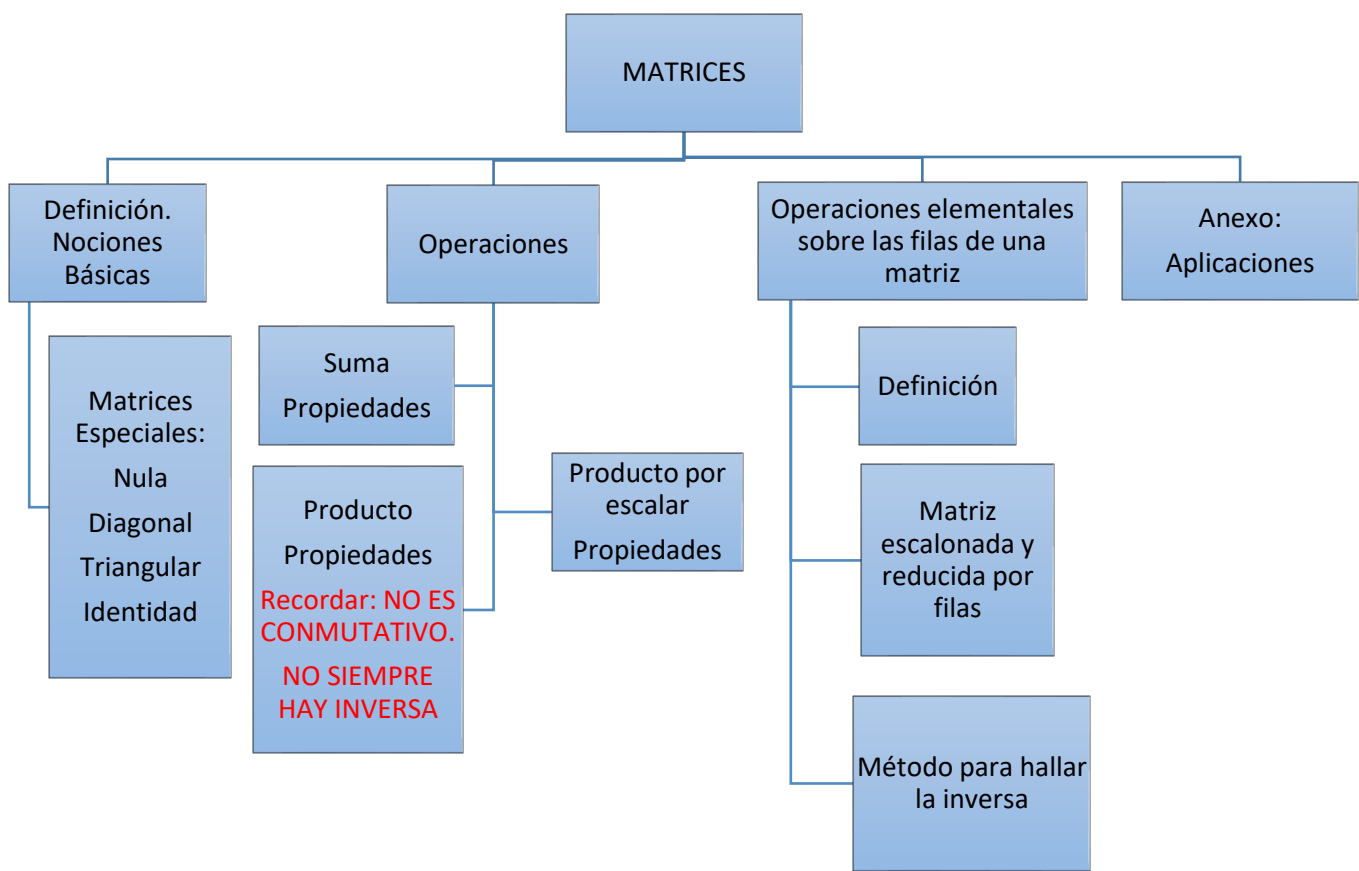 MATRICES
Definición.
Nociones
Básicas
Matrices
Especiales:
Nula
Diagonal
Triangular
Identidad
Operaciones
Suma
Propiedades
Producto
Propiedades
Recordar: NO ES
CONMUTATIVO.
NO SIEMPRE
HAY INVERSA
Producto por
escalar
Propiedades
Operaciones elementales
sobre las filas de una
matriz
Definición
Matriz
escalonada y
reducida por
filas
Método para hallar
la inversa
Anexo:
Aplicaciones